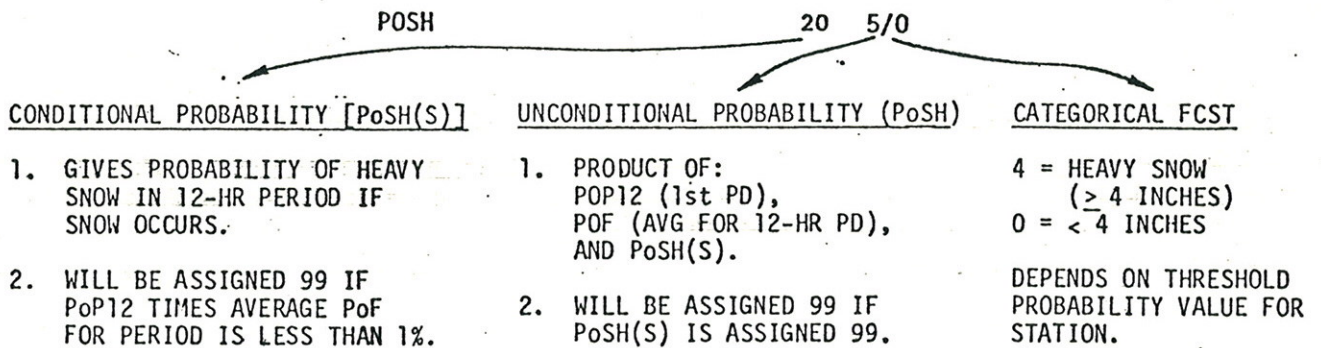 POSH 20 5/0
CONDITIONAL PROBABILITY [PoSH(S)]
1. GIVES PROBABILITY OF HEAVY
SNOW IN 12-HR PERIOD IF
SNOW OCCURS.
2. WILL BE ASSIGNED 99 IF
PoP12 TIMES AVERAGE PoF
FOR PERIOD IS LESS THAN 1%.
UNCONDITIONAL PROBABILITY (PoSH)
1. PRODUCT OF:
POP12 (1st PD),
POF (AVG FOR 12-HR PD),
AND PoSH(S).
2. WILL BE ASSIGNED 99 IF
PoSH(S) IS ASSIGNED 99.
CATEGORICAL FCST
4 = HEAVY SNOW
(≥ 4 INCHES)
0 = < 4 INCHES
DEPENDS ON THRESHOLD
PROBABILITY VALUE FOR
STATION.